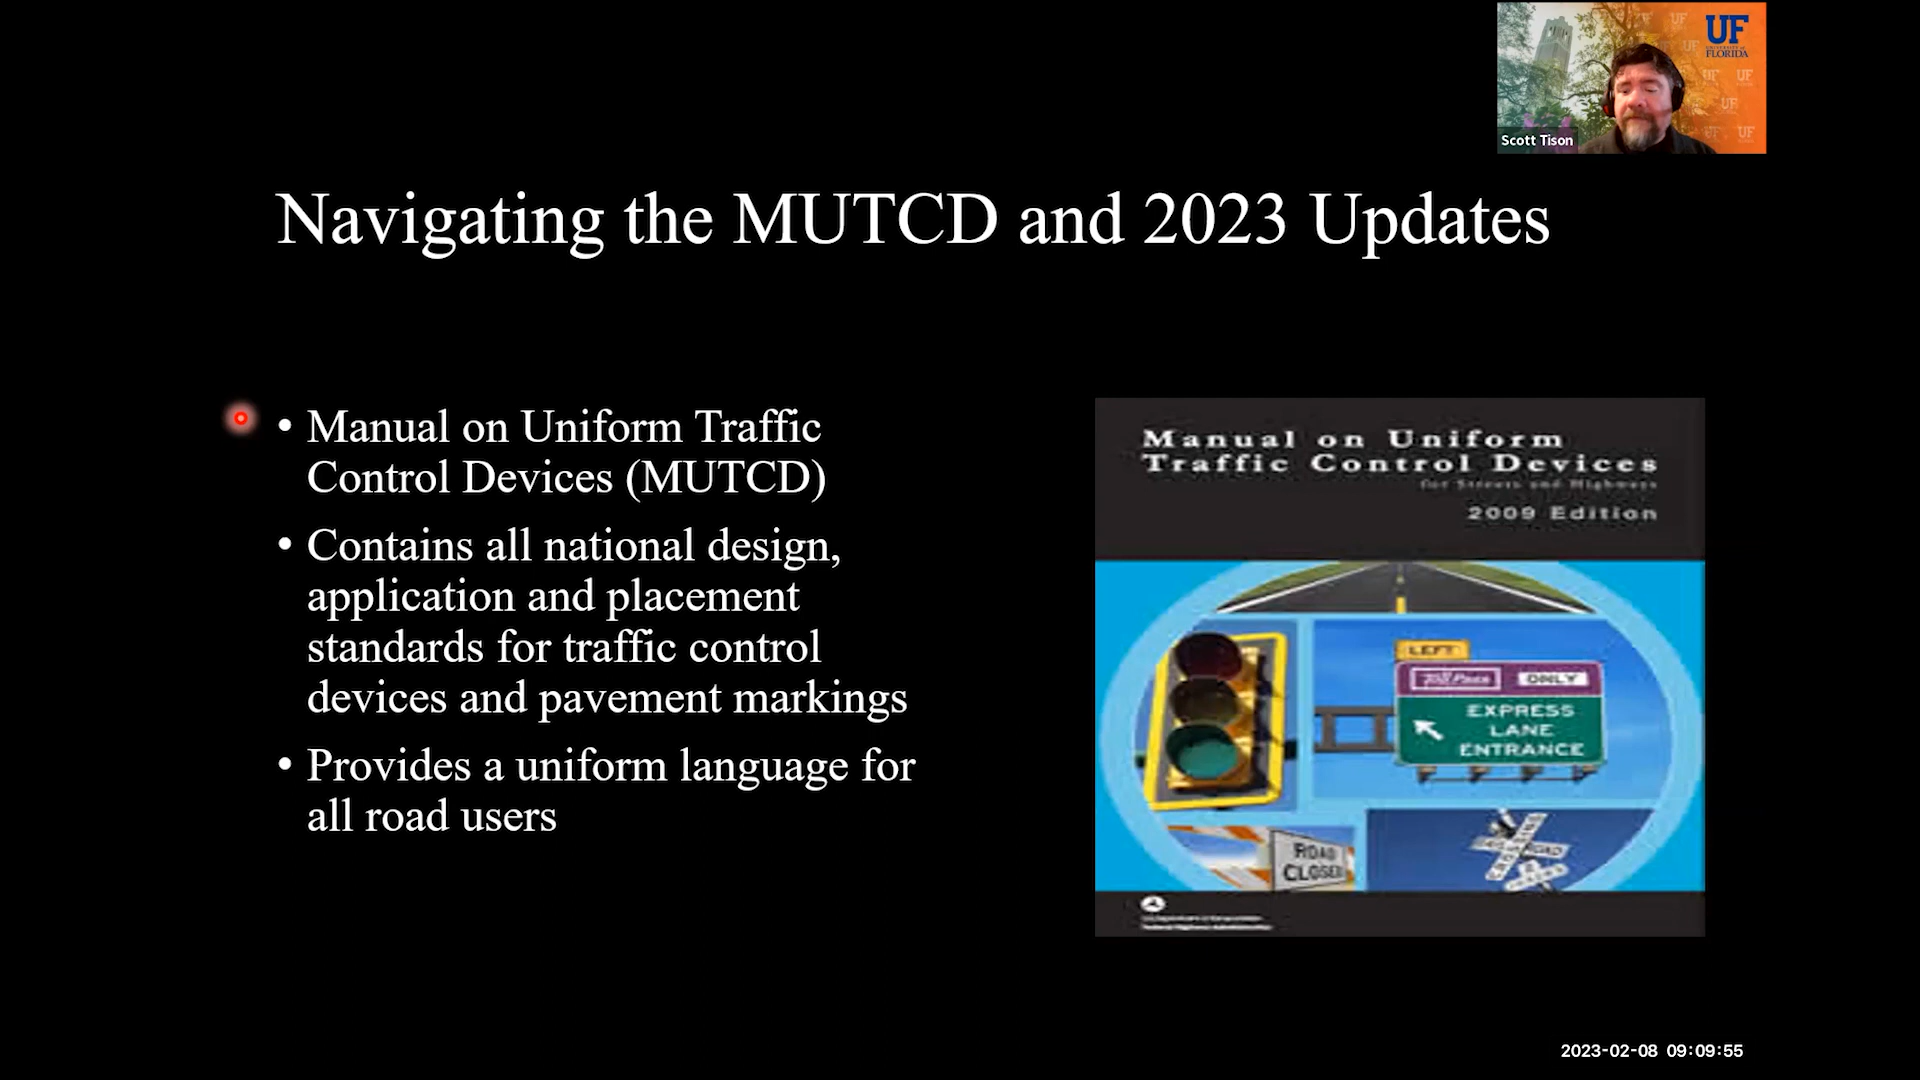 UF
UNIVERSITY of
FLORIDA
Scott Tison
Navigating the MUTCD and 2023 Updates
• Manual on Uniform Traffic
Control Devices (MUTCD)
• Contains all national design,
application and placement
standards for traffic control
devices and pavement markings
• Provides a uniform language for
all road users
Manual on Uniform
Traffic Control Devices
for Streets and Highways
2009 Edition
LEFT
Toll Pass ONLY
EXPRESS
LANE
ENTRANCE
ROAD
CLOSED
2023-02-08 09:09:55